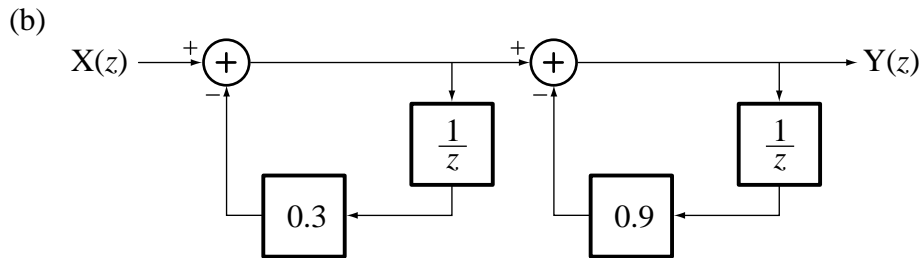 (b)
X(z) + + + + Y(z)
− −
1/z 1/z
0.3 0.9